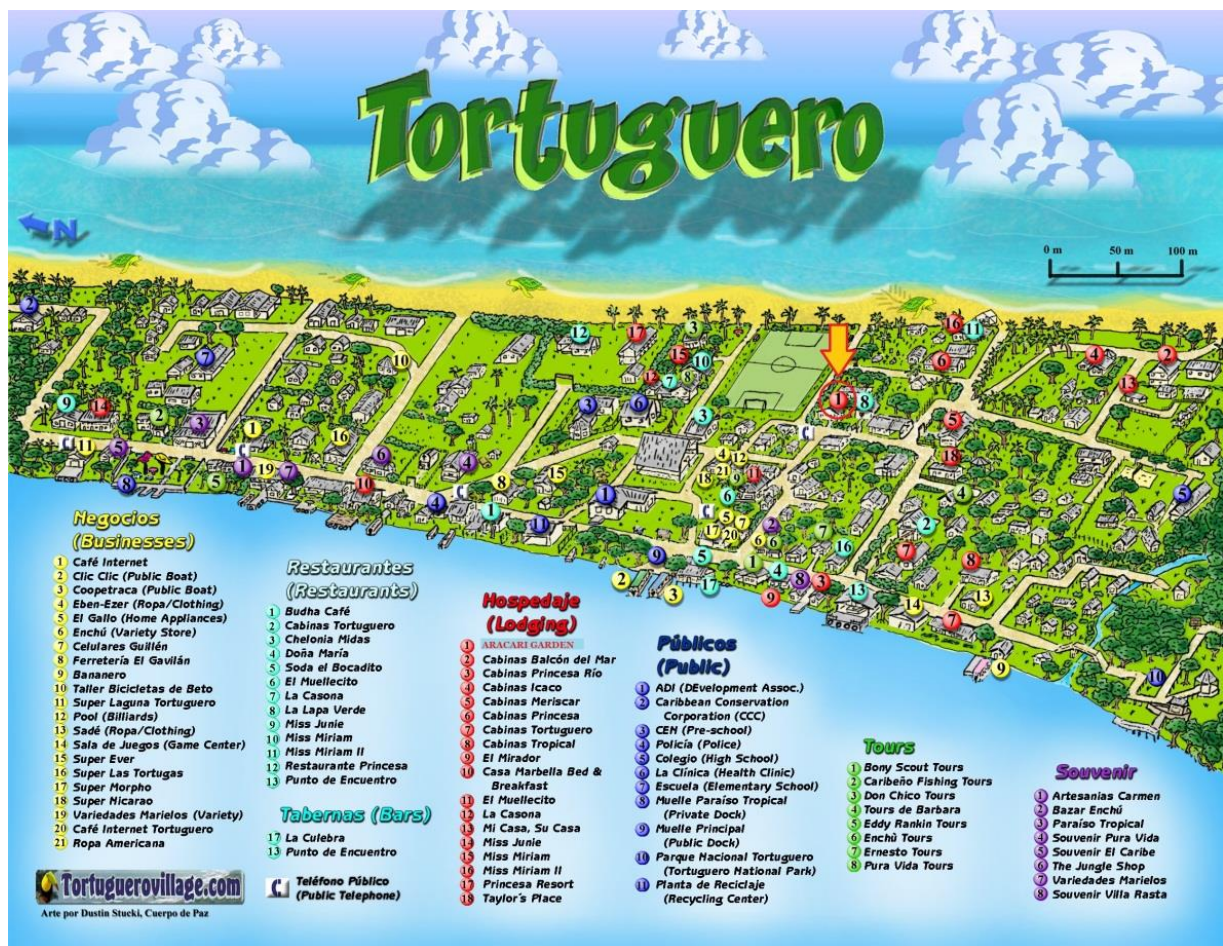 Tortuguero
N
0 m 50 m 100 m
Negocios
(Businesses)
1 Café Internet
2 Clic Clic (Public Boat)
3 Coopetraca (Public Boat)
4 Eben-Ezer (Ropa/Clothing)
5 El Gallo (Home Appliances)
6 Enchú (Variety Store)
7 Celulares Guillén
8 Ferretería El Gavilán
9 Bananero
10 Taller Bicicletas de Beto
11 Super Laguna Tortuguero
12 Pool (Billiards)
13 Sadé (Ropa/Clothing)
14 Sala de Juegos (Game Center)
15 Super Ever
16 Super Las Tortugas
17 Super Morpho
18 Super Nicarao
19 Variedades Marielos (Variety)
20 Café Internet Tortuguero
21 Ropa Americana
Restaurantes
(Restaurants)
1 Budha Café
2 Cabinas Tortuguero
3 Chelonia Midas
4 Doña María
5 Soda el Bocadito
6 El Muellecito
7 La Casona
8 La Lapa Verde
9 Miss Junie
10 Miss Miriam
11 Miss Miriam II
12 Restaurante Princesa
13 Punto de Encuentro
Tabernas (Bars)
17 La Culebra
13 Punto de Encuentro
Teléfono Público
(Public Telephone)
Hospedaje
(Lodging)
1 ARACARI GARDEN
2 Cabinas Balcón del Mar
3 Cabinas Princesa Río
4 Cabinas Icaco
5 Cabinas Meriscar
6 Cabinas Princesa
7 Cabinas Tortuguero
8 Cabinas Tropical
9 El Mirador
10 Casa Marbella Bed &
Breakfast
11 El Muellecito
12 La Casona
13 Mi Casa, Su Casa
14 Miss Junie
15 Miss Miriam
16 Miss Miriam II
17 Princesa Resort
18 Taylor's Place
Públicos
(Public)
1 ADI (DEvelopment Assoc.)
2 Caribbean Conservation
Corporation (CCC)
3 CEN (Pre-school)
4 Policía (Police)
5 Colegio (High School)
6 La Clínica (Health Clinic)
7 Escuela (Elementary School)
8 Muelle Paraíso Tropical
(Private Dock)
9 Muelle Principal
(Public Dock)
10 Parque Nacional Tortuguero
(Tortuguero National Park)
11 Planta de Reciclaje
(Recycling Center)
Tours
1 Bony Scout Tours
2 Caribeño Fishing Tours
3 Don Chico Tours
4 Tours de Barbara
5 Eddy Rankin Tours
6 Enchù Tours
7 Ernesto Tours
8 Pura Vida Tours
Souvenir
1 Artesanias Carmen
2 Bazar Enchú
3 Paraíso Tropical
4 Souvenir Pura Vida
5 Souvenir El Caribe
6 The Jungle Shop
7 Variedades Marielos
8 Souvenir Villa Rasta
Tortuguerovillage.com
Arte por Dustin Stucki, Cuerpo de Paz